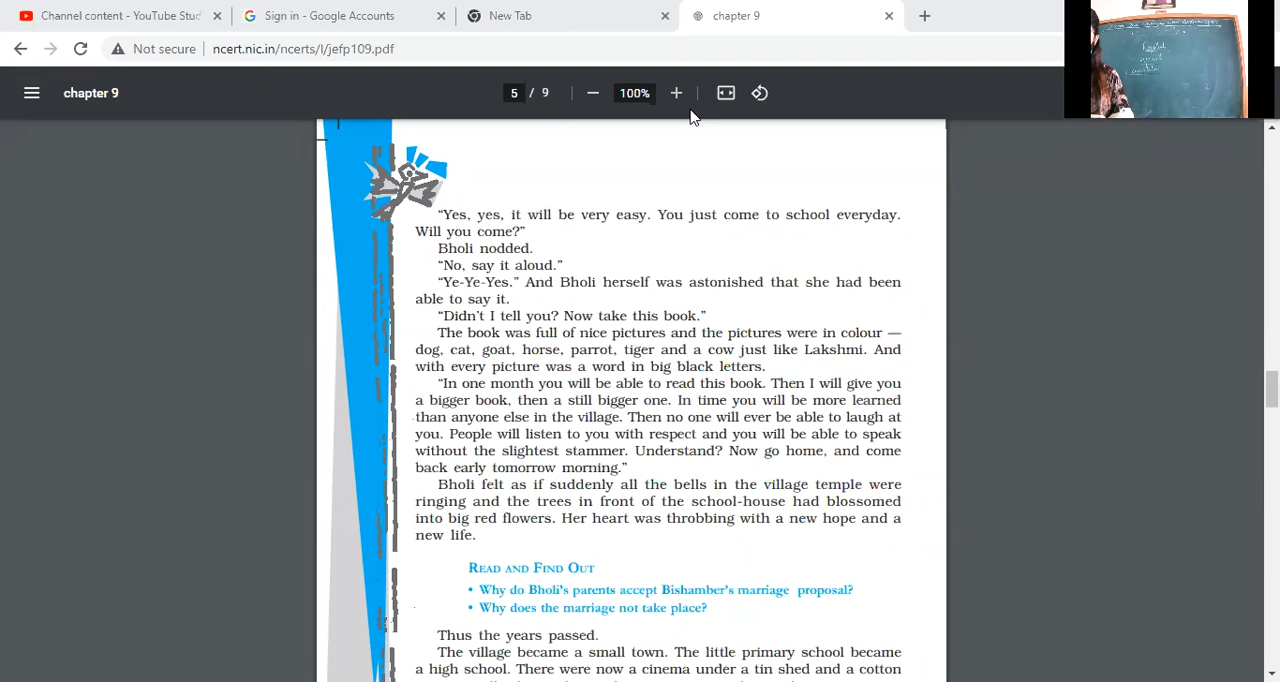 Channel content - YouTube Stu
Sign in - Google Accounts
New Tab
chapter 9
Not secure
ncert.nic.in/ncerts/l/jefp109.pdf
chapter 9
5 / 9
100%
“Yes, yes, it will be very easy. You just come to school everyday.
Will you come?”
Bholi nodded.
“No, say it aloud.”
“Ye-Ye-Yes.” And Bholi herself was astonished that she had been
able to say it.
“Didn’t I tell you? Now take this book.”
The book was full of nice pictures and the pictures were in colour —
dog, cat, goat, horse, parrot, tiger and a cow just like Lakshmi. And
with every picture was a word in big black letters.
“In one month you will be able to read this book. Then I will give you
a bigger book, then a still bigger one. In time you will be more learned
than anyone else in the village. Then no one will ever be able to laugh at
you. People will listen to you with respect and you will be able to speak
without the slightest stammer. Understand? Now go home, and come
back early tomorrow morning.”
Bholi felt as if suddenly all the bells in the village temple were
ringing and the trees in front of the school-house had blossomed
into big red flowers. Her heart was throbbing with a new hope and a
new life.
READ AND FIND OUT
• Why do Bholi’s parents accept Bishamber’s marriage proposal?
• Why does the marriage not take place?
Thus the years passed.
The village became a small town. The little primary school became
a high school. There were now a cinema under a tin shed and a cotton